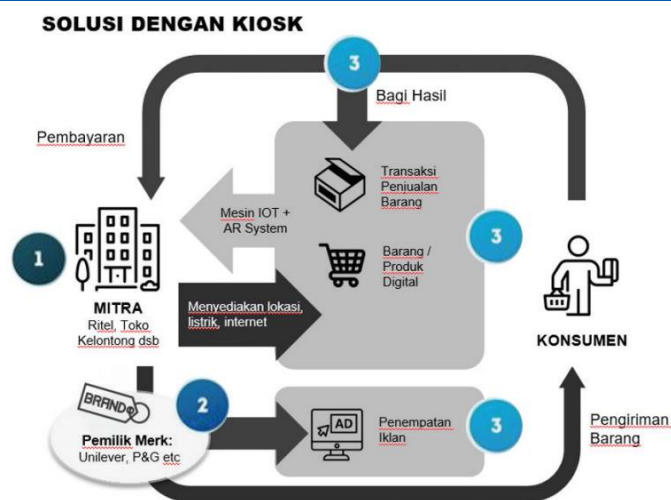 SOLUSI DENGAN KIOSK
3
Bagi Hasil
Pembayaran
Transaksi
Penjualan
Barang
Mesin IOT +
AR System
3
1
Barang /
Produk
Digital
MITRA
Ritel, Toko
Kelontong dsb
Menyediakan lokasi,
listrik, internet
KONSUMEN
BRAND
2
Pemilik Merk:
Unilever, P&G etc
AD
Penempatan
Iklan
3
Pengiriman
Barang